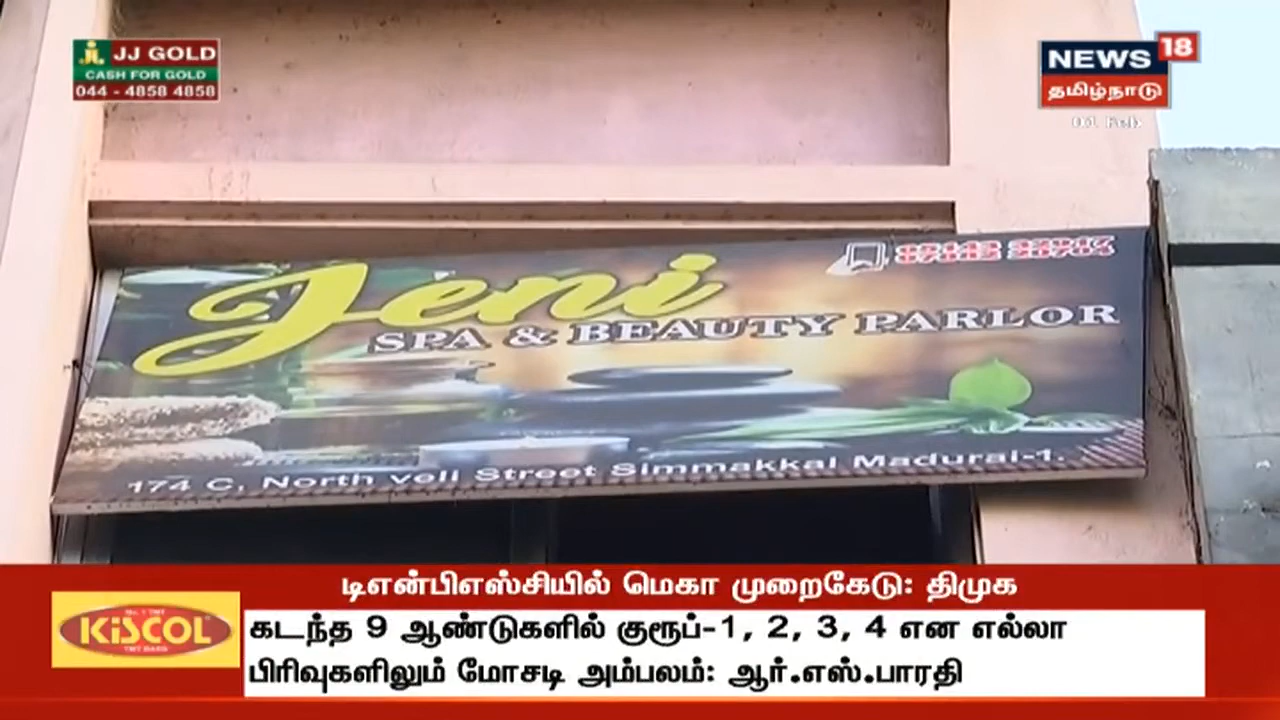 JJ GOLD
CASH FOR GOLD
044 - 4858 4858
NEWS 18
தமிழ்நாடு
Jeni
SPA & BEAUTY PARLOR
174 C, North veli Street Simmakkal Madurai-1.
டிஎன்பிஎஸ்சியில் மெகா முறைகேடு: திமுக
KiSCOL
கடந்த 9 ஆண்டுகளில் குரூப்-1, 2, 3, 4 என எல்லா
பிரிவுகளிலும் மோசடி அம்பலம்: ஆர்.எஸ்.பாரதி